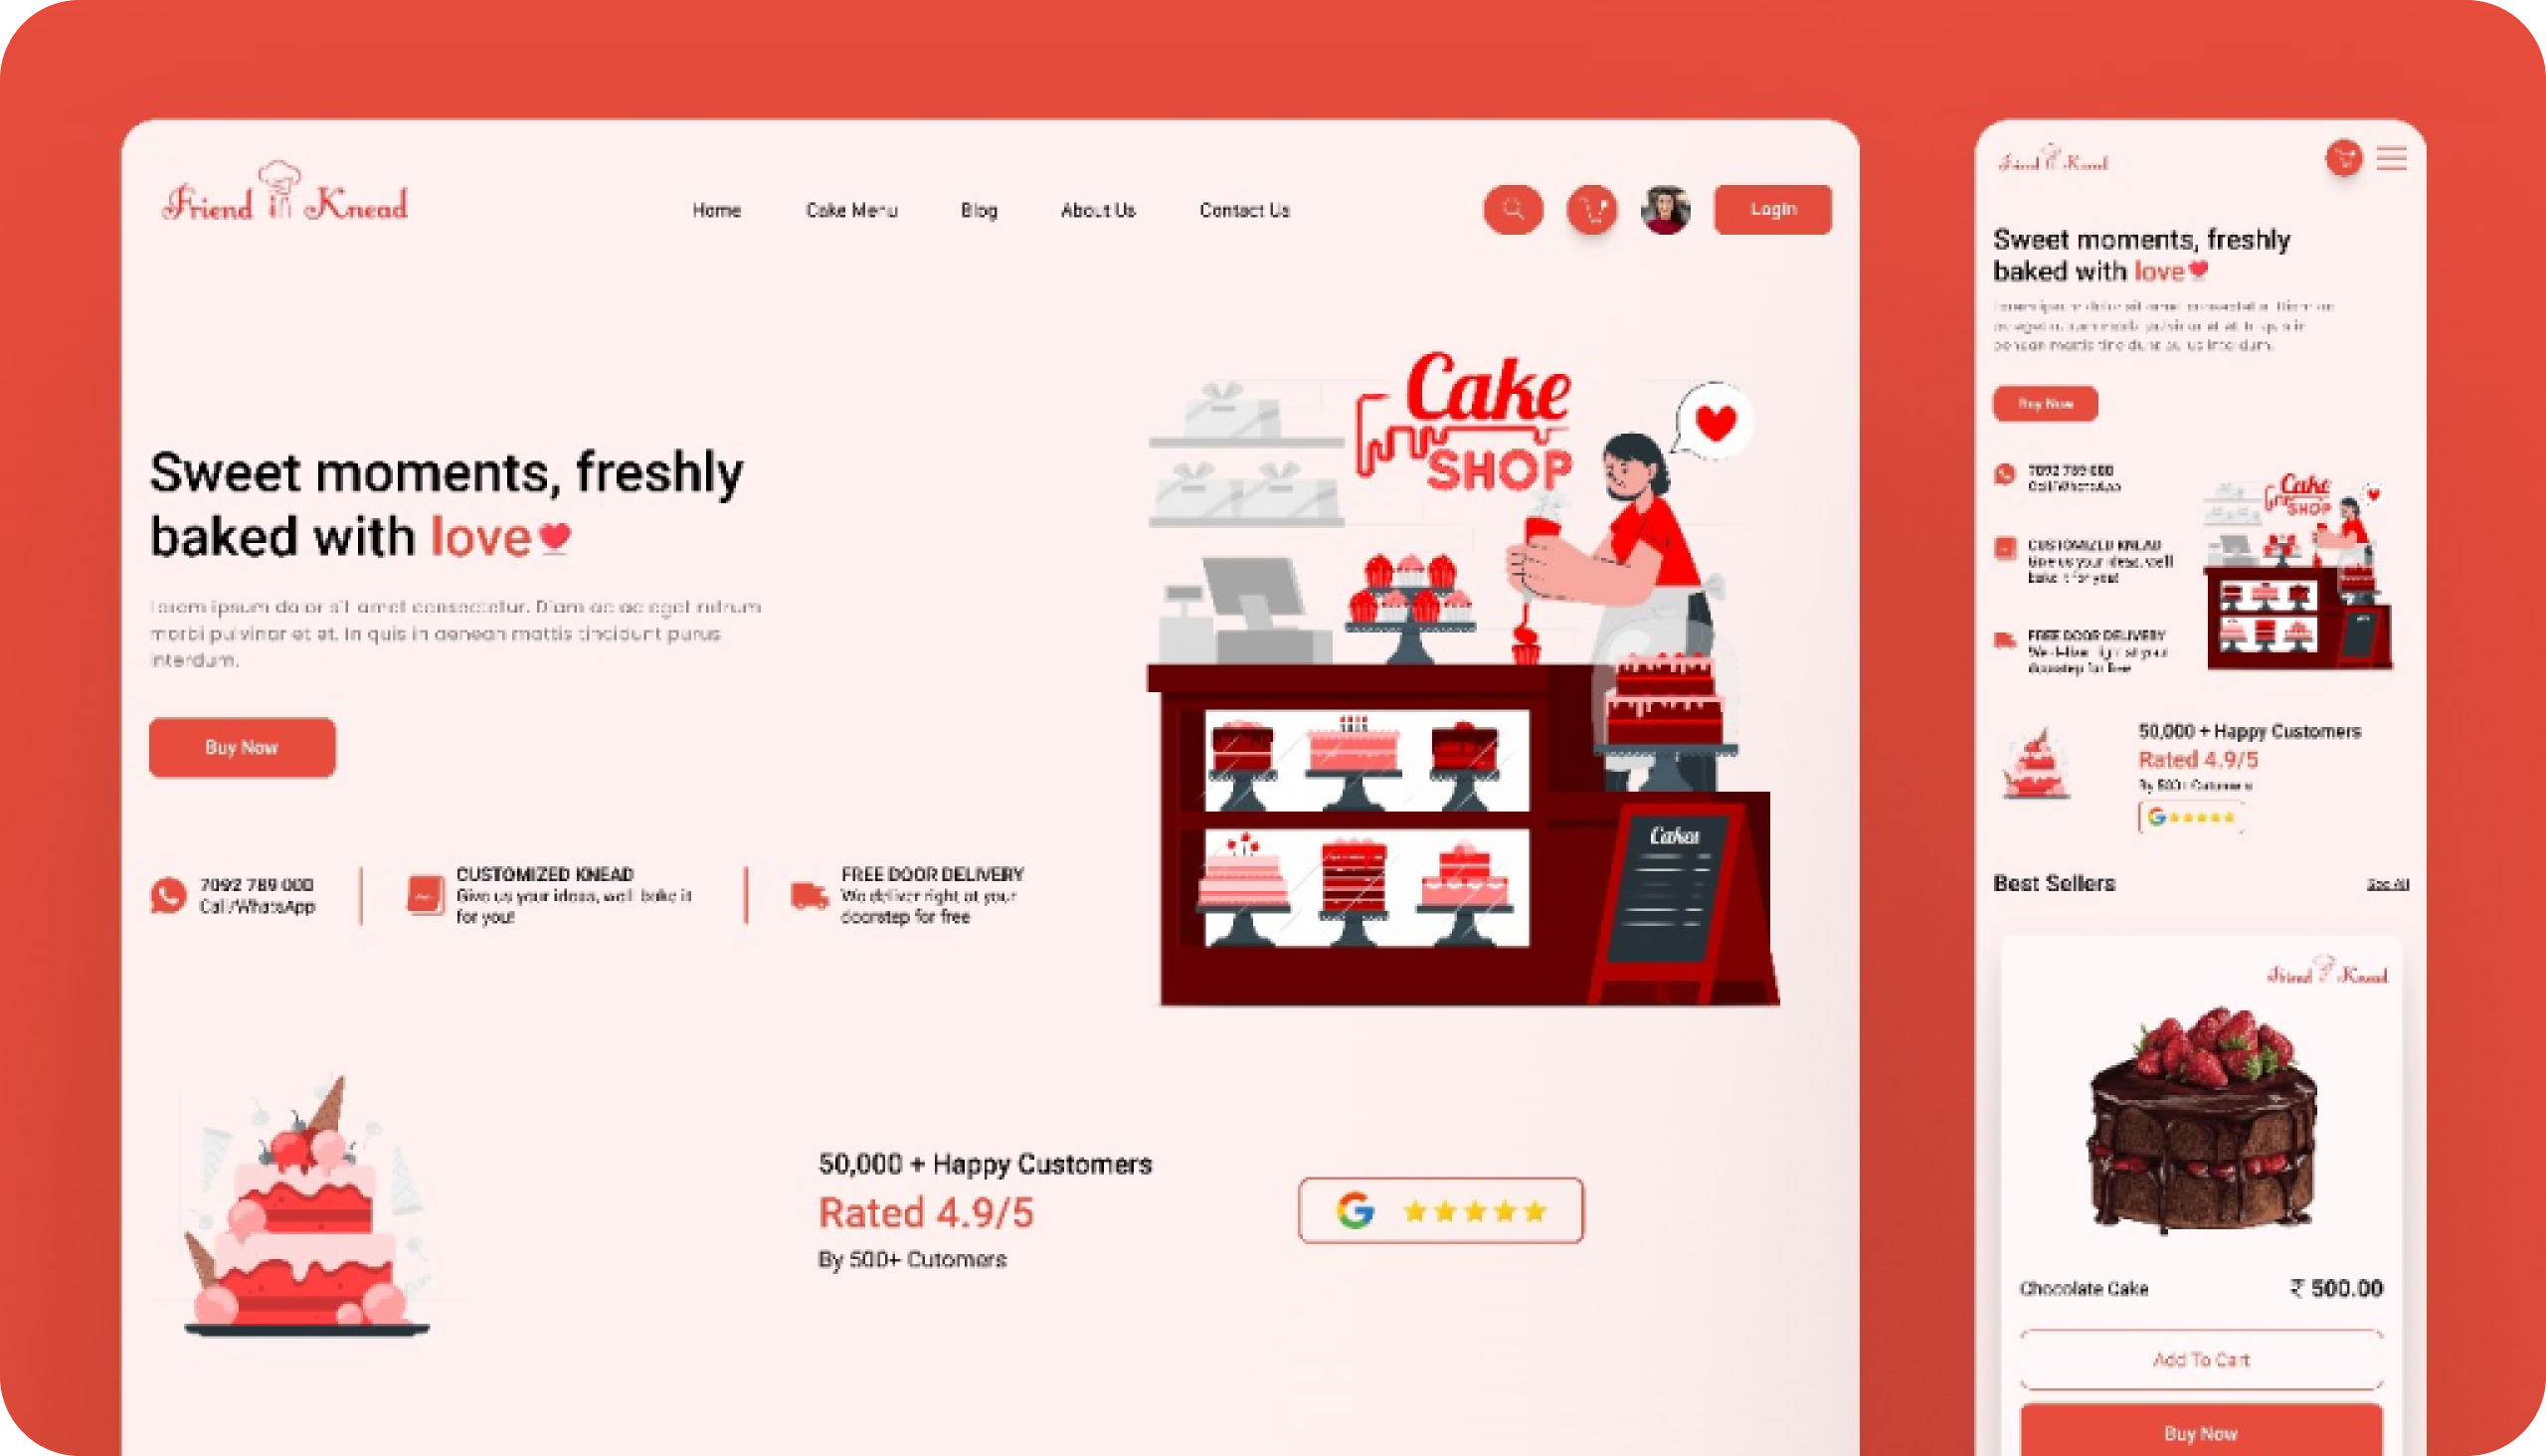 Friend in Knead
Home
Cake Menu
Blog
About Us
Contact Us
Login
Sweet moments, freshly
baked with love
Lorem ipsum dolor sit amet consectetur. Diam ac ac eget rutrum
morbi pulvinar et et. In quis in aenean mattis tincidunt purus
interdum.
Buy Now
7092 789 000
Call/WhatsApp
CUSTOMIZED KNEAD
Give us your ideas, we'll bake it
for you!
FREE DOOR DELIVERY
We deliver right at your
doorstep for free
Cake
SHOP
Cakes
50,000 + Happy Customers
Rated 4.9/5
By 500+ Cutomers
G
Friend in Knead
Sweet moments, freshly
baked with love
Buy Now
7092 789 000
Call/WhatsApp
CUSTOMIZED KNEAD
Give us your ideas, we'll
bake it for you!
FREE DOOR DELIVERY
We deliver right at your
doorstep for free
Cake
SHOP
50,000 + Happy Customers
Rated 4.9/5
By 500+ Cutomers
G
Best Sellers
See All
Friend in Knead
Chocolate Cake
₹ 500.00
Add To Cart
Buy Now